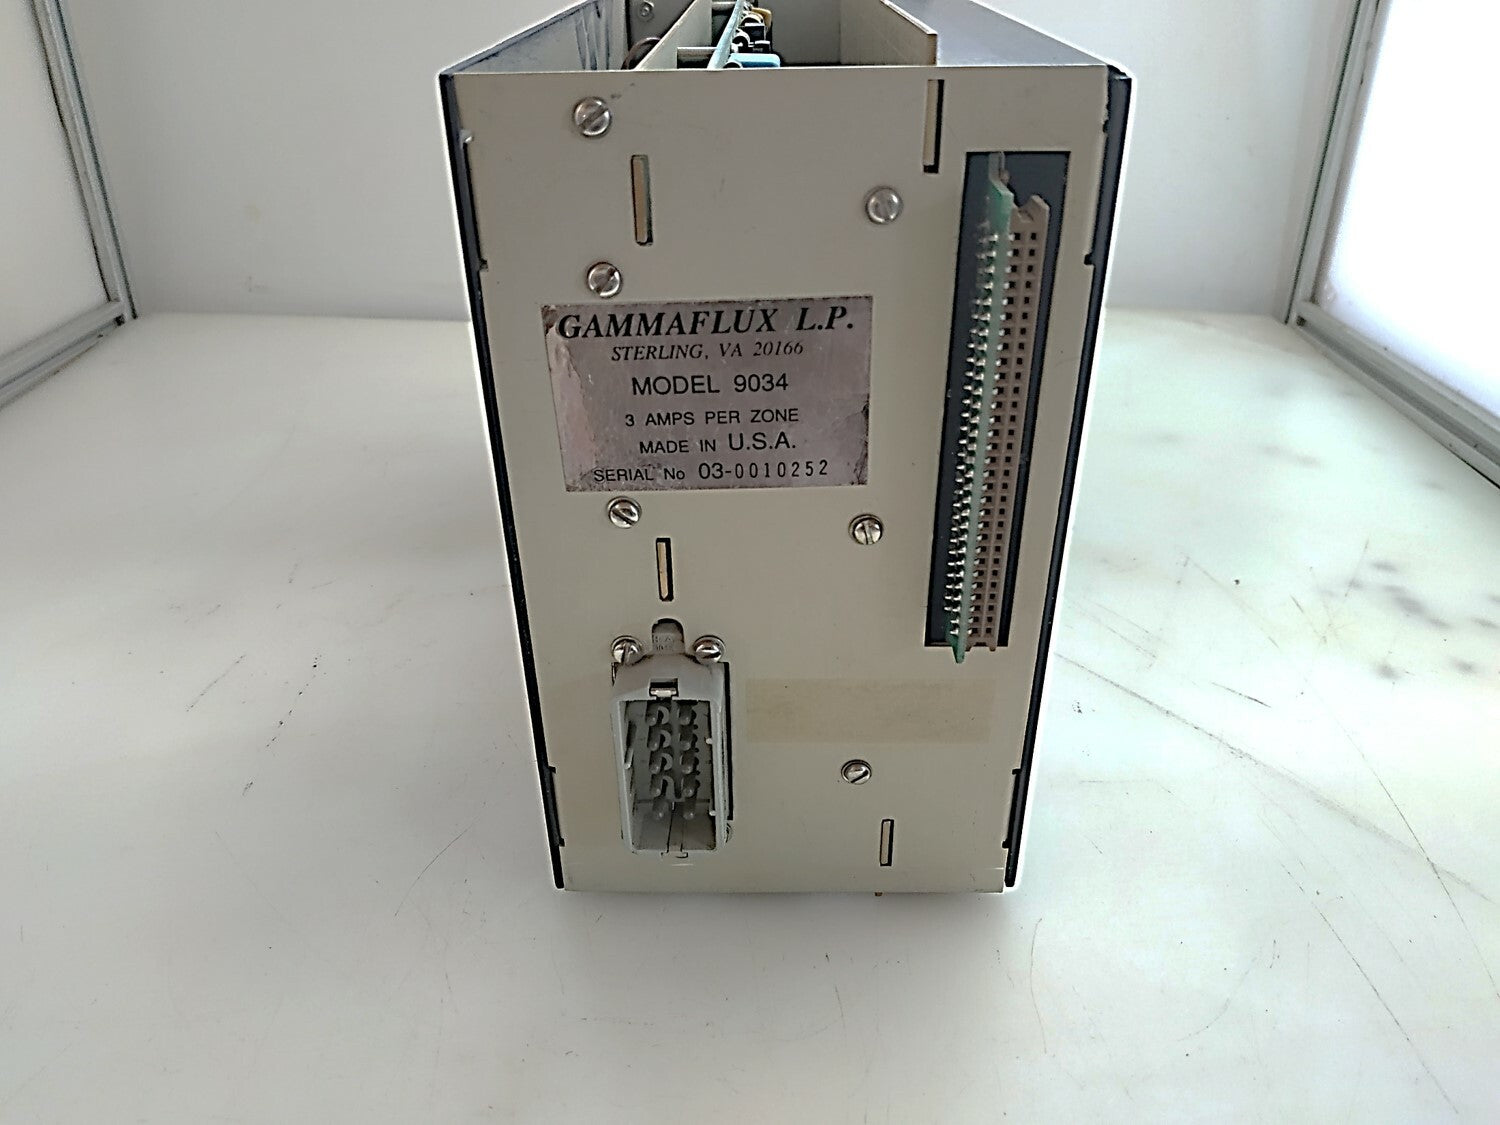 GAMMAFLUX L.P.
STERLING, VA 20166
MODEL 9034
3 AMPS PER ZONE
MADE IN U.S.A.
SERIAL No 03-0010252